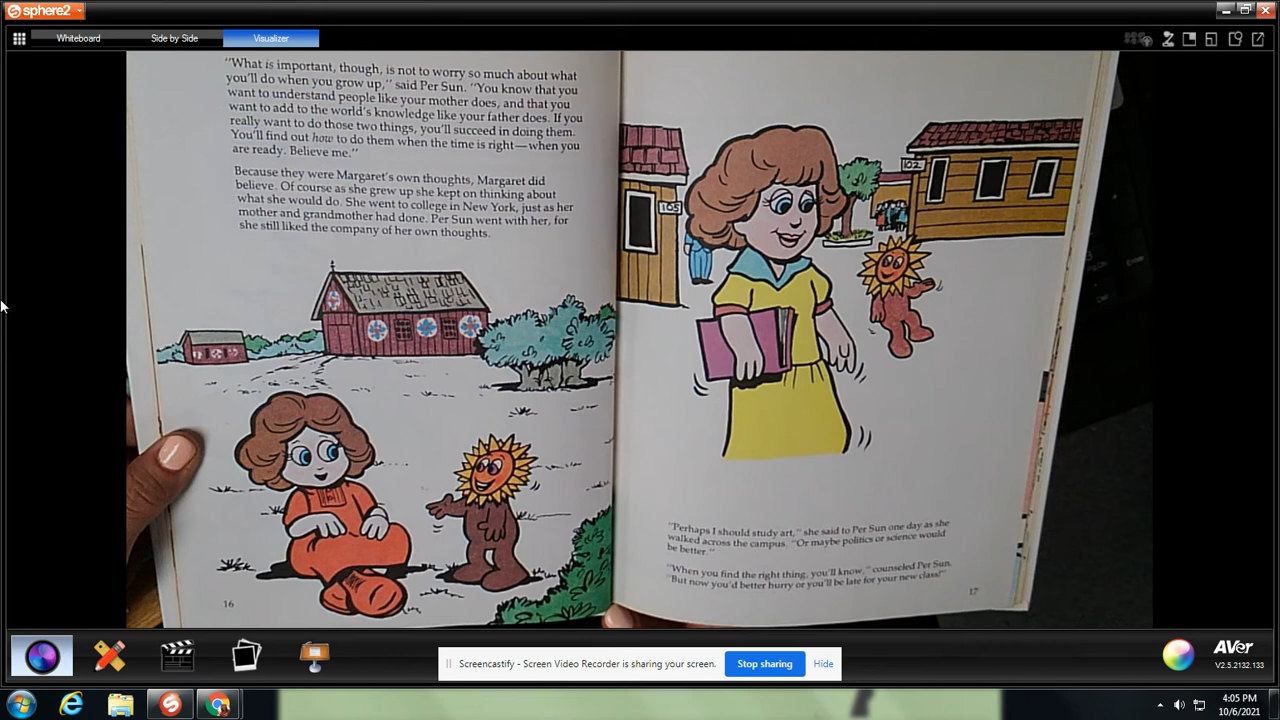 sphere2
Whiteboard
Side by Side
Visualizer
"What is important, though, is not to worry so much about what
you'll do when you grow up," said Per Sun. "You know that you
want to understand people like your mother does, and that you
want to add to the world's knowledge like your father does. If you
really want to do those two things, you'll succeed in doing them.
You'll find out how to do them when the time is right—when you
are ready. Believe me."
Because they were Margaret's own thoughts, Margaret did
believe. Of course as she grew up she kept on thinking about
what she would do. She went to college in New York, just as her
mother and grandmother had done. Per Sun went with her, for
she still liked the company of her own thoughts.
16
105
102
"Perhaps I should study art," she said to Per Sun one day as she
walked across the campus. "Or maybe politics or science would
be better."
"When you find the right thing, you'll know," counseled Per Sun.
"But now you'd better hurry or you'll be late for your new class!"
17
Screencastify - Screen Video Recorder is sharing your screen.
Stop sharing
Hide
AVer
V2.5.2132.133
4:05 PM
10/6/2021